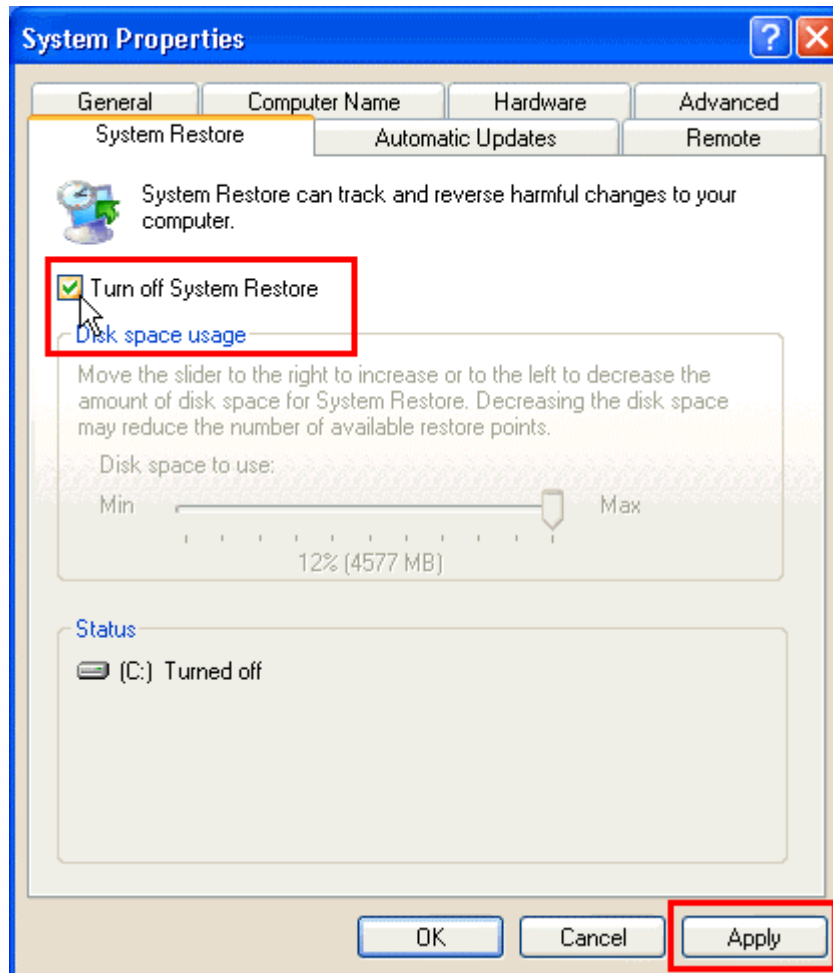 System Properties
?
General
Computer Name
Hardware
Advanced
System Restore
Automatic Updates
Remote
System Restore can track and reverse harmful changes to your
computer.
Turn off System Restore
Disk space usage
Move the slider to the right to increase or to the left to decrease the
amount of disk space for System Restore. Decreasing the disk space
may reduce the number of available restore points.
Disk space to use:
Min
Max
12% (4577 MB)
Status
(C:) Turned off
OK
Cancel
Apply